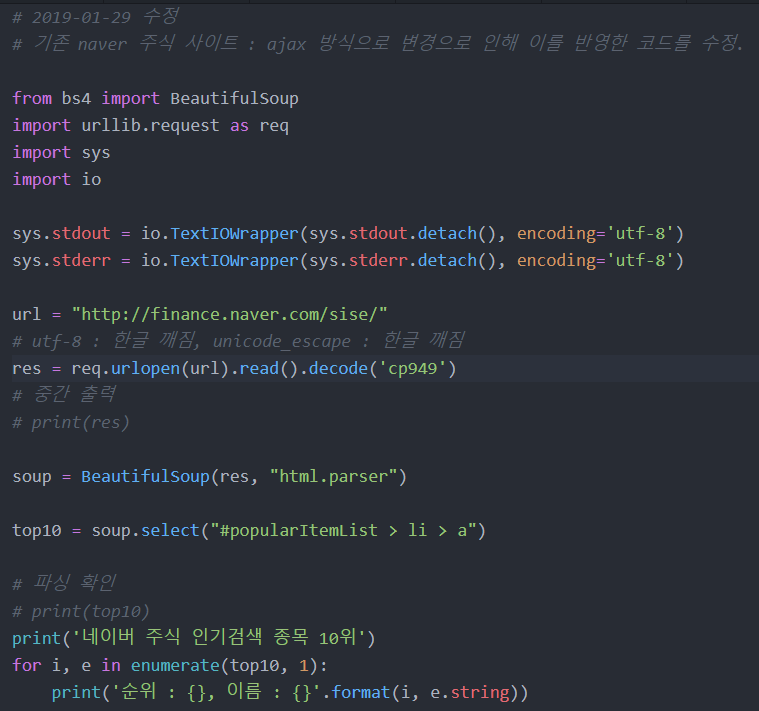 # 2019-01-29 수정
# 기존 naver 주식 사이트 : ajax 방식으로 변경으로 인해 이를 반영한 코드를 수정.
from bs4 import BeautifulSoup
import urllib.request as req
import sys
import io
sys.stdout = io.TextIOWrapper(sys.stdout.detach(), encoding='utf-8')
sys.stderr = io.TextIOWrapper(sys.stderr.detach(), encoding='utf-8')
url = "http://finance.naver.com/sise/"
# utf-8 : 한글 깨짐, unicode_escape : 한글 깨짐
res = req.urlopen(url).read().decode('cp949')
# 중간 출력
# print(res)
soup = BeautifulSoup(res, "html.parser")
top10 = soup.select("#popularItemList > li > a")
# 파싱 확인
# print(top10)
print('네이버 주식 인기검색 종목 10위')
for i, e in enumerate(top10, 1):
    print('순위 : {}, 이름 : {}'.format(i, e.string))